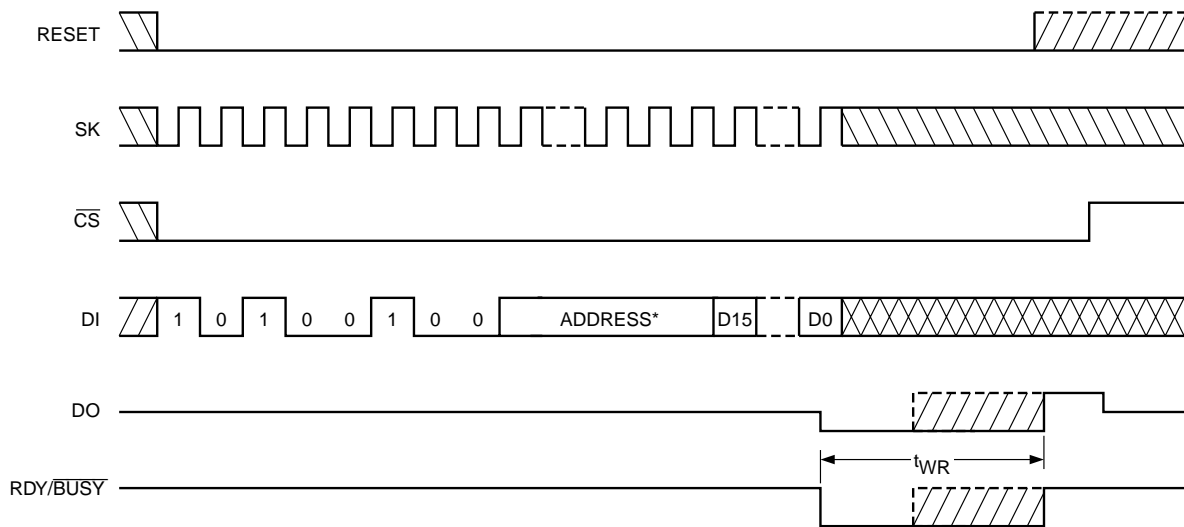 RESET
SK
CS
DI 1 0 1 0 0 1 0 0 ADDRESS* D15 D0
DO
tWR
RDY/BUSY